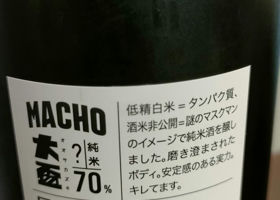 MACHO
大盃
オオサカズキ
?
純米
70%
低精白米=タンパク質、
酒米非公開=謎のマスクマン
のイメージで純米酒を醸し
ました。磨き澄まされた
ボディ。安定感のある実力。
キレてます。